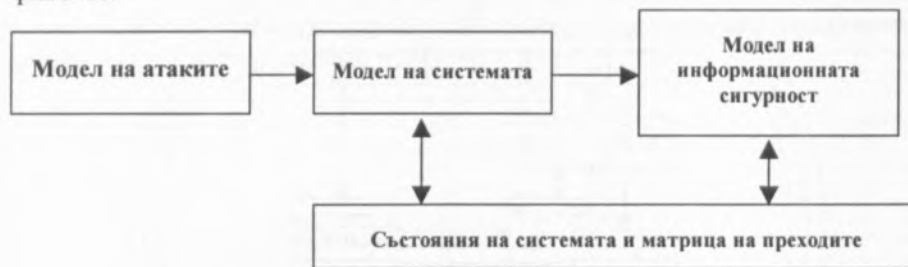 Модел на атаките
Модел на системата
Модел на
информационната
сигурност
Състояния на системата и матрица на преходите